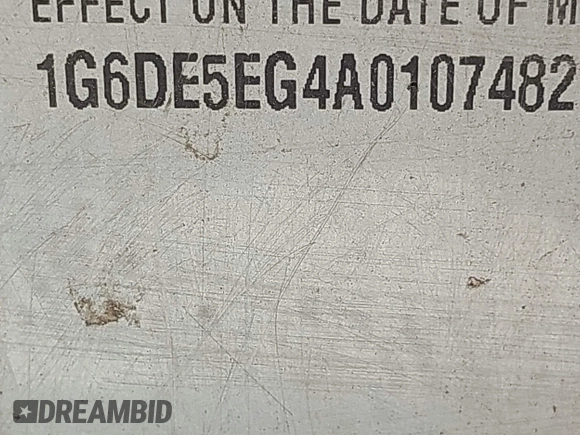 EFFECT ON THE DATE OF M
1G6DE5EG4A0107482
DREAMBID